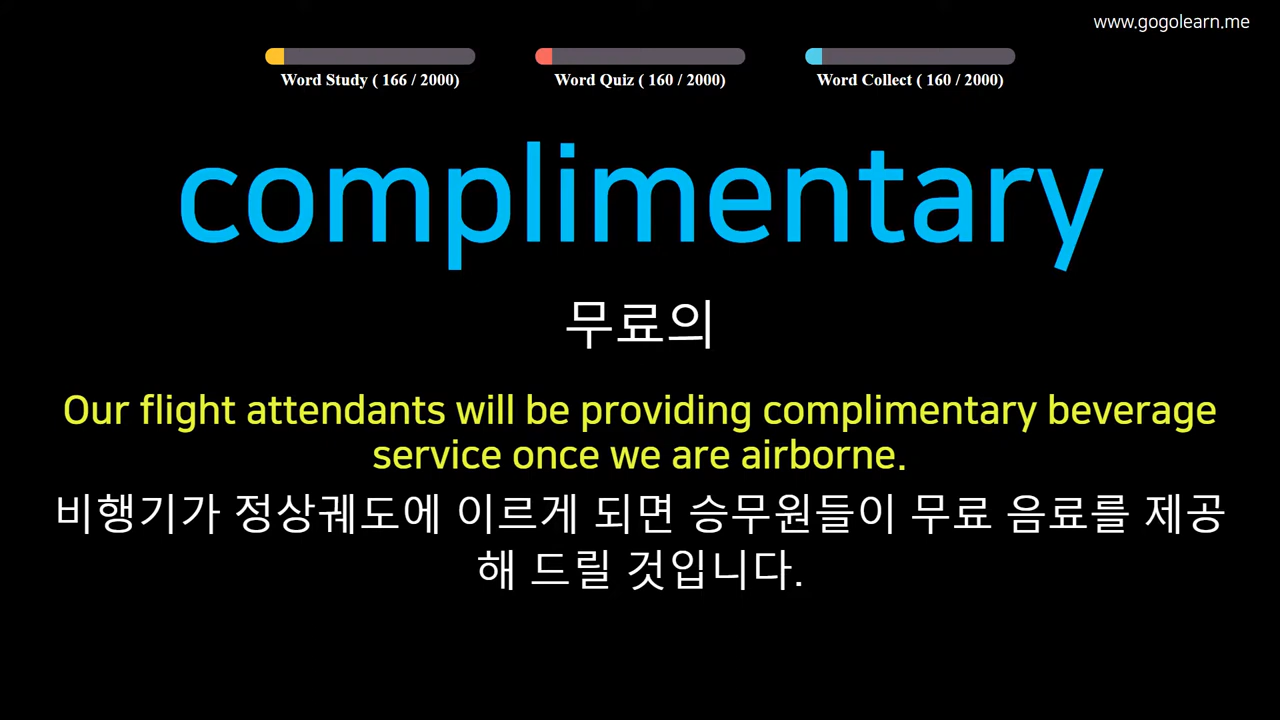 www.gogolearn.me
Word Study ( 166 / 2000)
Word Quiz ( 160 / 2000)
Word Collect ( 160 / 2000)
complimentary
무료의
Our flight attendants will be providing complimentary beverage
service once we are airborne.
비행기가 정상궤도에 이르게 되면 승무원들이 무료 음료를 제공
해 드릴 것입니다.